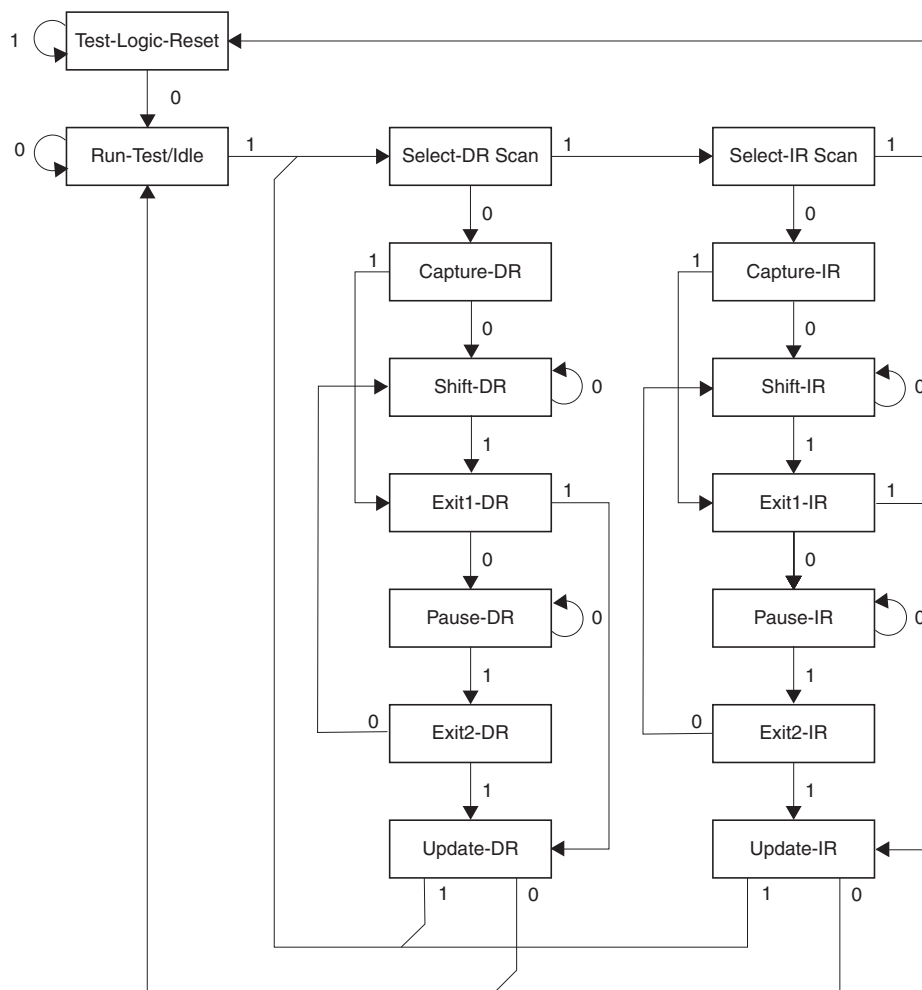 Test-Logic-Reset
1
0
Run-Test/Idle
0
1
Select-DR Scan
1
Select-IR Scan
1
0
0
1
Capture-DR
1
Capture-IR
0
0
Shift-DR
0
Shift-IR
0
1
1
Exit1-DR
1
Exit1-IR
1
0
0
Pause-DR
0
Pause-IR
0
1
1
0
Exit2-DR
0
Exit2-IR
1
1
Update-DR
Update-IR
1
0
1
0